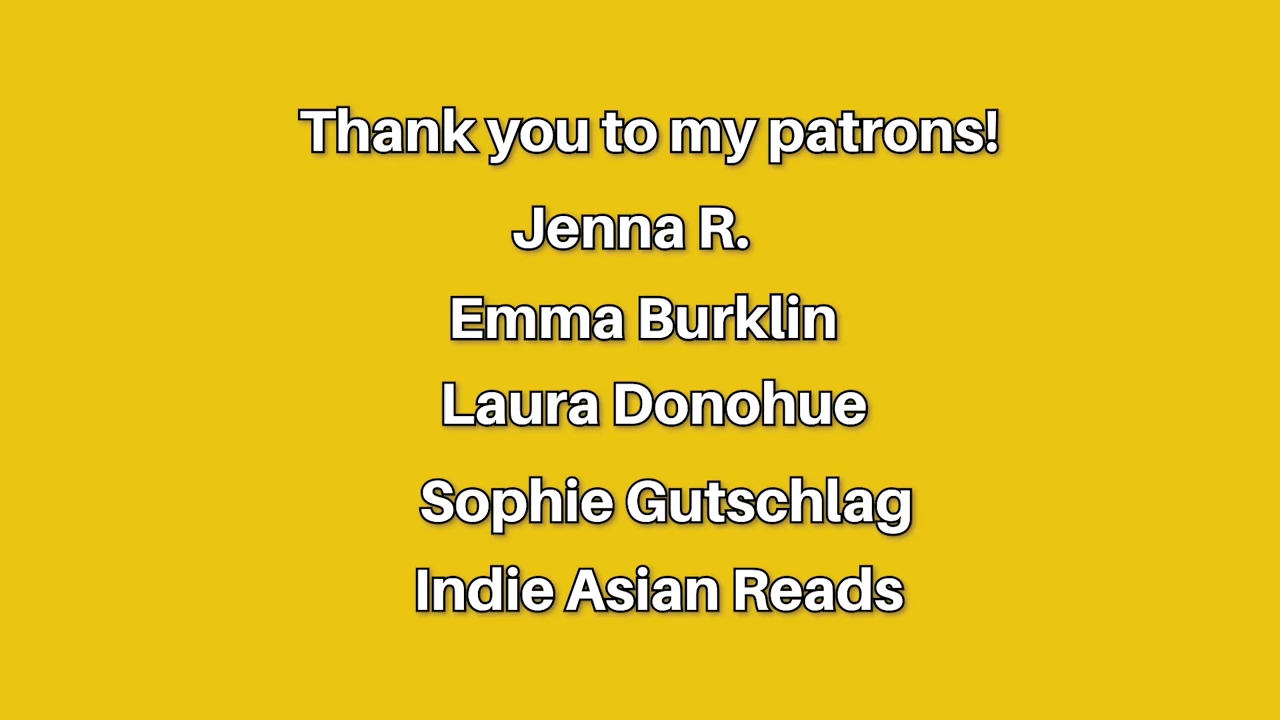 Thank you to my patrons!
Jenna R.
Emma Burklin
Laura Donohue
Sophie Gutschlag
Indie Asian Reads